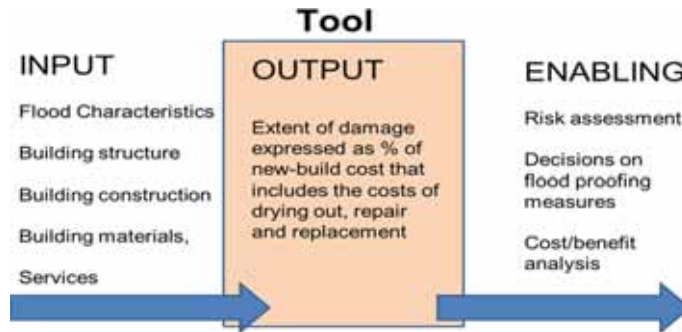 Tool
INPUT
Flood Characteristics
Building structure
Building construction
Building materials,
Services
OUTPUT
Extent of damage
expressed as % of
new-build cost that
includes the costs of
drying out, repair
and replacement
ENABLING
Risk assessment
Decisions on
flood proofing
measures
Cost/benefit
analysis